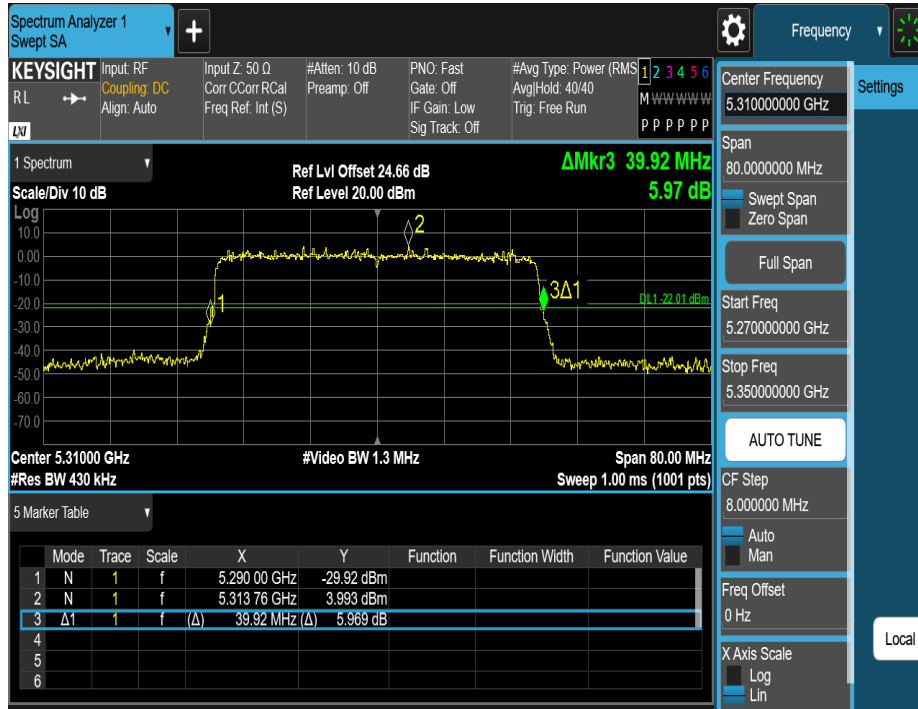 Spectrum Analyzer 1
Swept SA
+
Frequency
KEYSIGHT
R L
LXI
Input: RF
Coupling: DC
Align: Auto
Input Z: 50 Ω
Corr CCorr RCal
Freq Ref: Int (S)
#Atten: 10 dB
Preamp: Off
PNO: Fast
Gate: Off
IF Gain: Low
Sig Track: Off
#Avg Type: Power (RMS
Avg|Hold: 40/40
Trig: Free Run
1 2 3 4 5 6
M W W W W W
P P P P P P
1 Spectrum
Scale/Div 10 dB
Ref Lvl Offset 24.66 dB
Ref Level 20.00 dBm
ΔMkr3 39.92 MHz
5.97 dB
Log
10.0
0.00
-10.0
-20.0
-30.0
-40.0
-50.0
-60.0
-70.0
1
2
3Δ1
DL1 -22.01 dBm
Center 5.31000 GHz
#Res BW 430 kHz
#Video BW 1.3 MHz
Span 80.00 MHz
Sweep 1.00 ms (1001 pts)
5 Marker Table
Mode Trace Scale X Y Function Function Width Function Value
1 N 1 f 5.290 00 GHz -29.92 dBm
2 N 1 f 5.313 76 GHz 3.993 dBm
3 Δ1 1 f (Δ) 39.92 MHz (Δ) 5.969 dB
4
5
6
Center Frequency
5.310000000 GHz
Span
80.0000000 MHz
Swept Span
Zero Span
Full Span
Start Freq
5.270000000 GHz
Stop Freq
5.350000000 GHz
AUTO TUNE
CF Step
8.000000 MHz
Auto
Man
Freq Offset
0 Hz
X Axis Scale
Log
Lin
Settings
Local